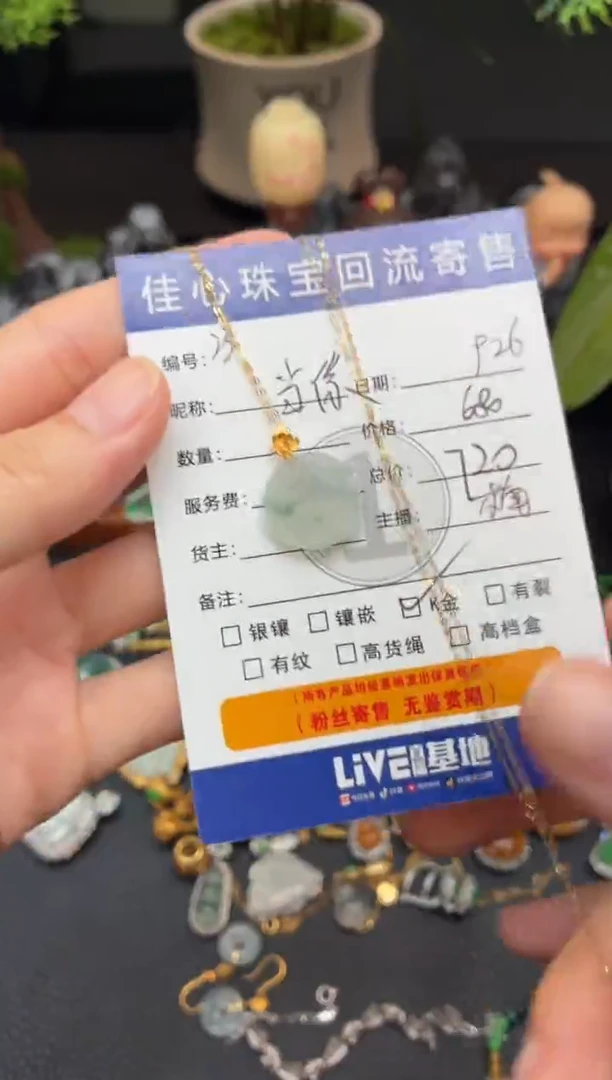 YOU
佳心珠宝回流寄售
编号:
日期: 926
昵称:
价格: 680
数量:
总价: 720
服务费:
主播:
货主:
备注:
银镶 镶嵌 K金 有裂
有纹 高货绳 高档盒
(粉丝寄售 无鉴赏期)
LiVE 基地